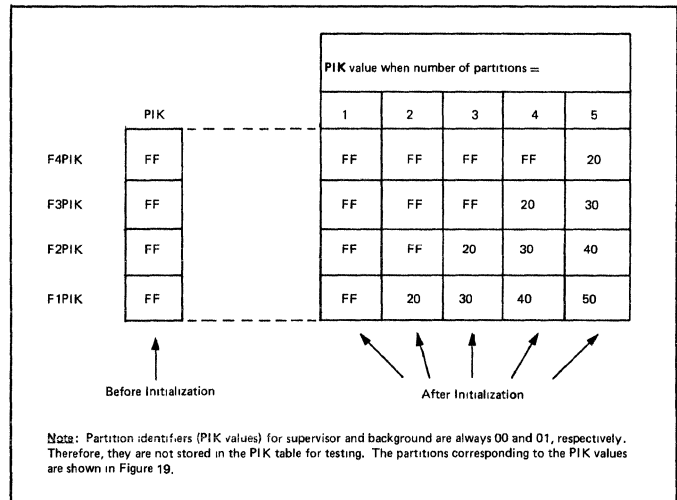 PIK value when number of partitions =
PIK 1 2 3 4 5
F4PIK FF FF FF FF FF 20
F3PIK FF FF FF FF 20 30
F2PIK FF FF FF 20 30 40
F1PIK FF FF 20 30 40 50
Before Initialization After Initialization
Note: Partition identifiers (PIK values) for supervisor and background are always 00 and 01, respectively.
Therefore, they are not stored in the PIK table for testing. The partitions corresponding to the PIK values
are shown in Figure 19.